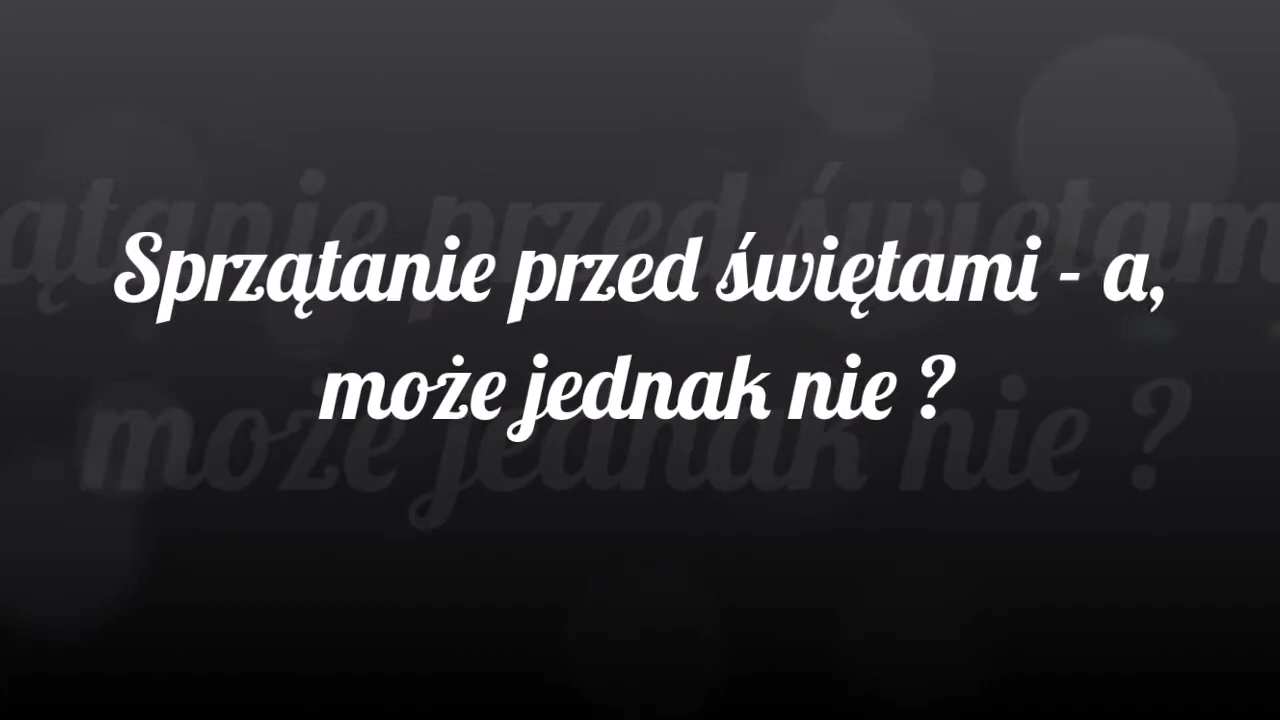 Sprzątanie przed świętami - a,
może jednak nie ?